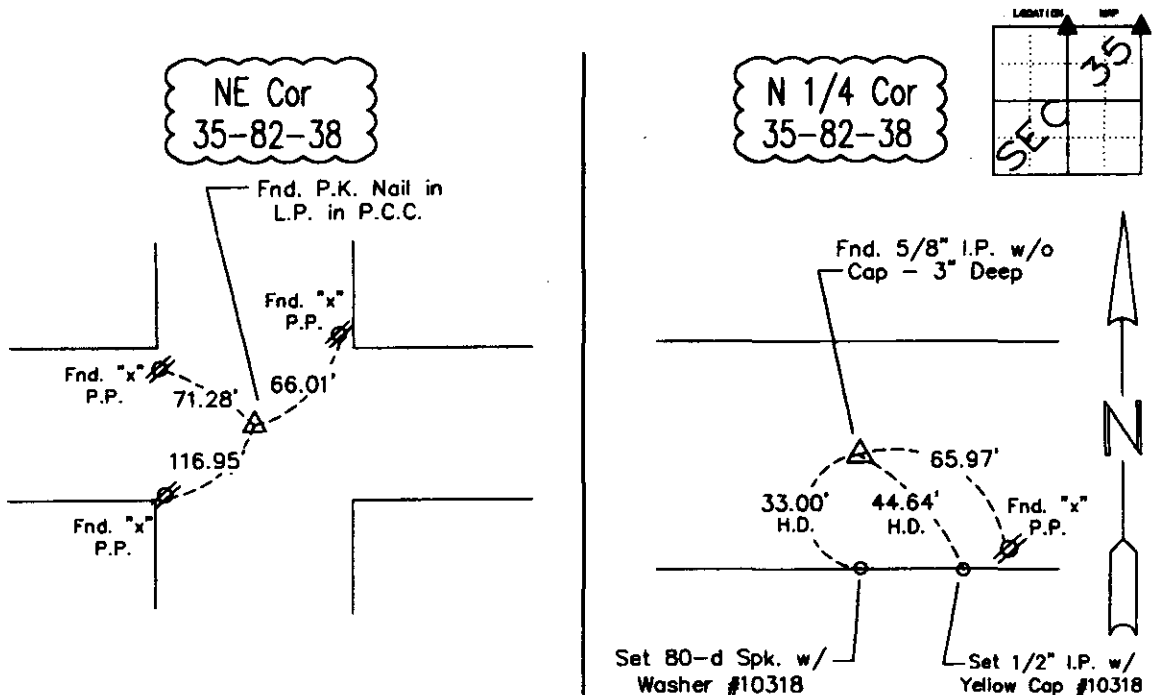 LOCATION MAP
SEC 35
NE Cor
35-82-38
Fnd. P.K. Nail in
L.P. in P.C.C.
Fnd. "x"
P.P.
Fnd. "x"
P.P.
71.28'
66.01'
116.95'
Fnd. "x"
P.P.
N 1/4 Cor
35-82-38
Fnd. 5/8" I.P. w/o
Cap - 3" Deep
65.97'
33.00'
H.D.
44.64'
H.D.
Fnd. "x"
P.P.
N
Set 80-d Spk. w/
Washer #10318
Set 1/2" I.P. w/
Yellow Cap #10318